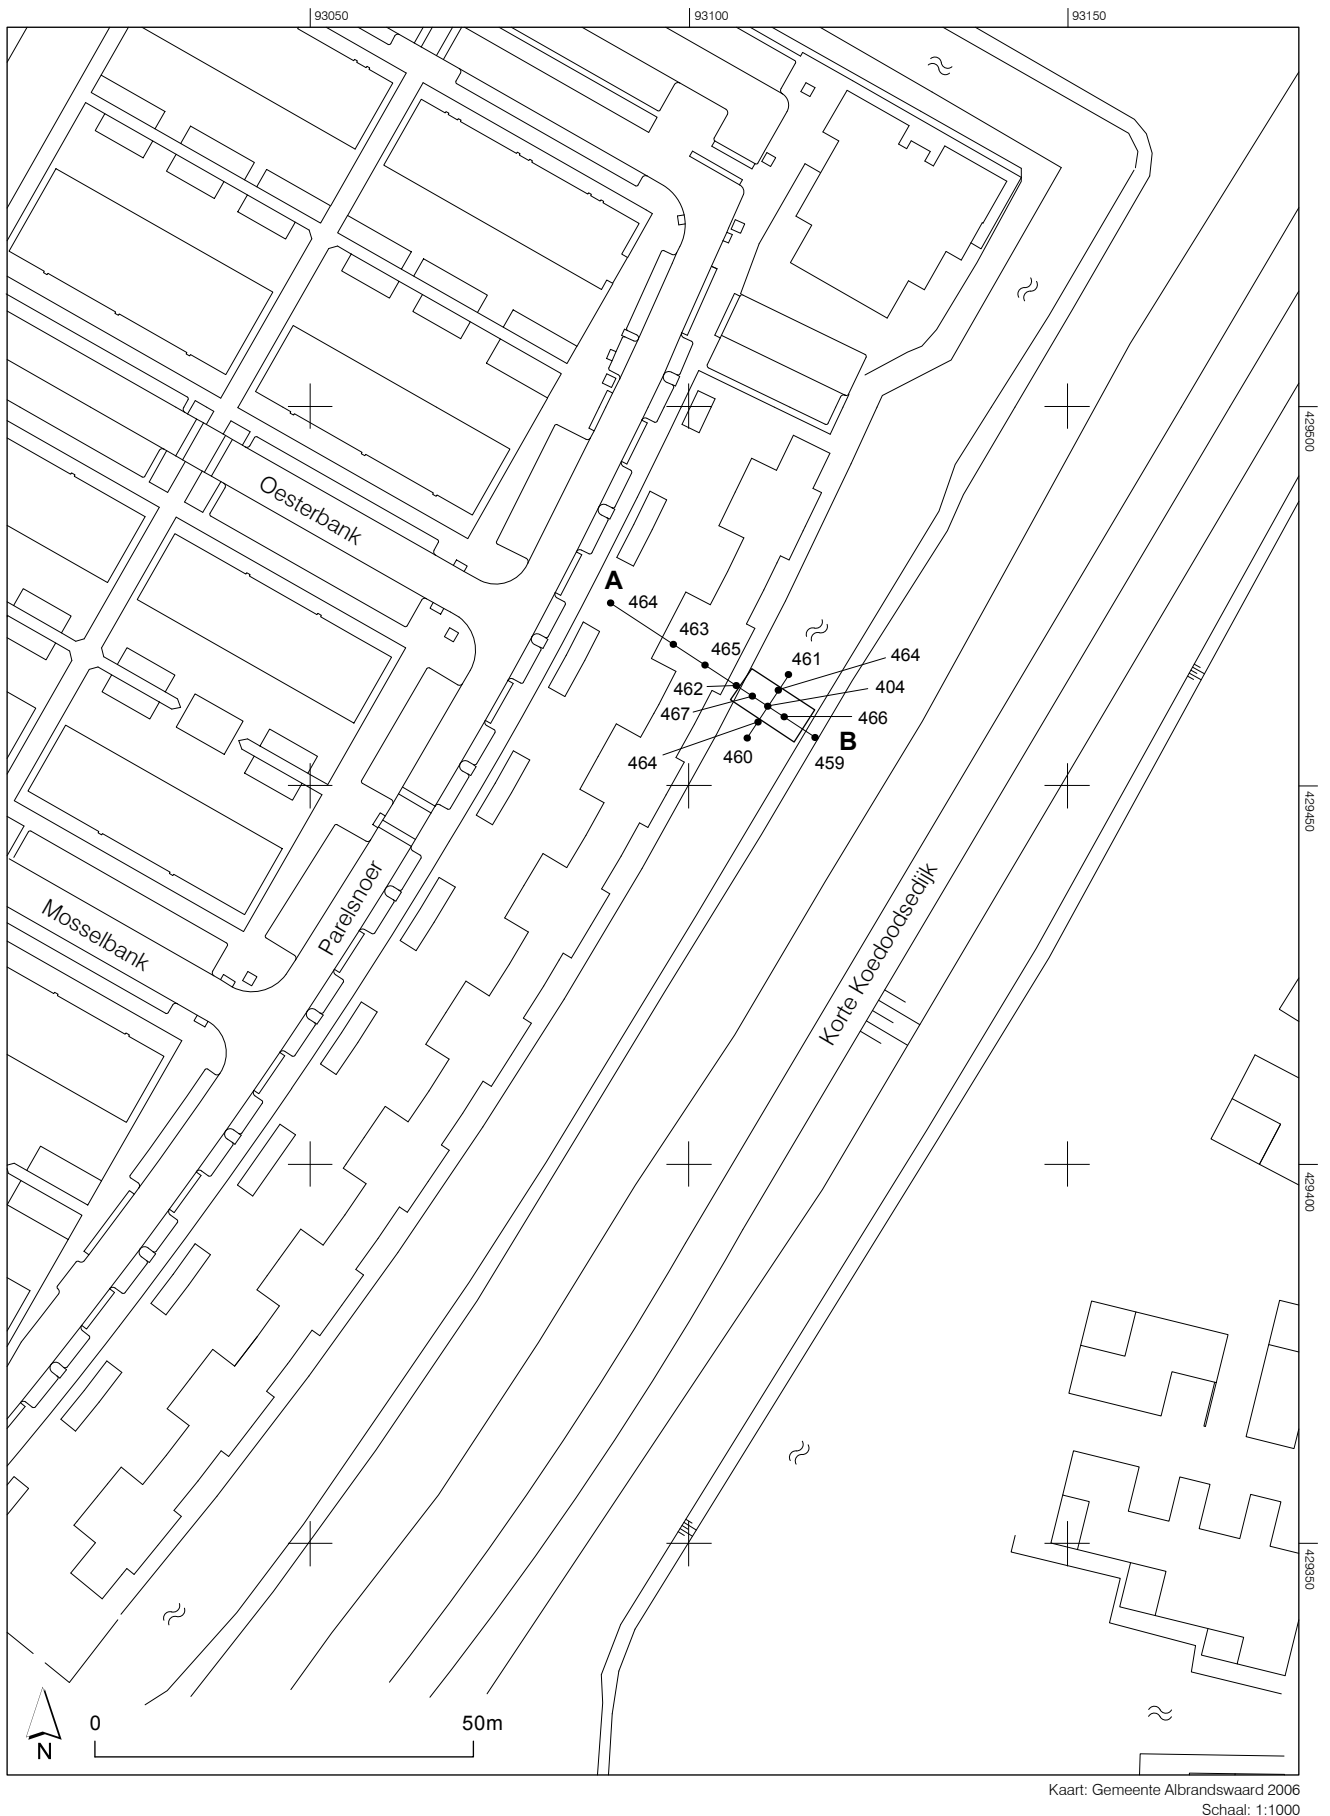 93050
93100
93150
429500
Oesterbank
A
464
463
465
461
464
462
404
467
466
B
464
460
459
429450
Parelsnoer
Mosselbank
Korte Koedoodsedijk
429400
429350
0
50m
N
Kaart: Gemeente Albrandswaard 2006
Schaal: 1:1000